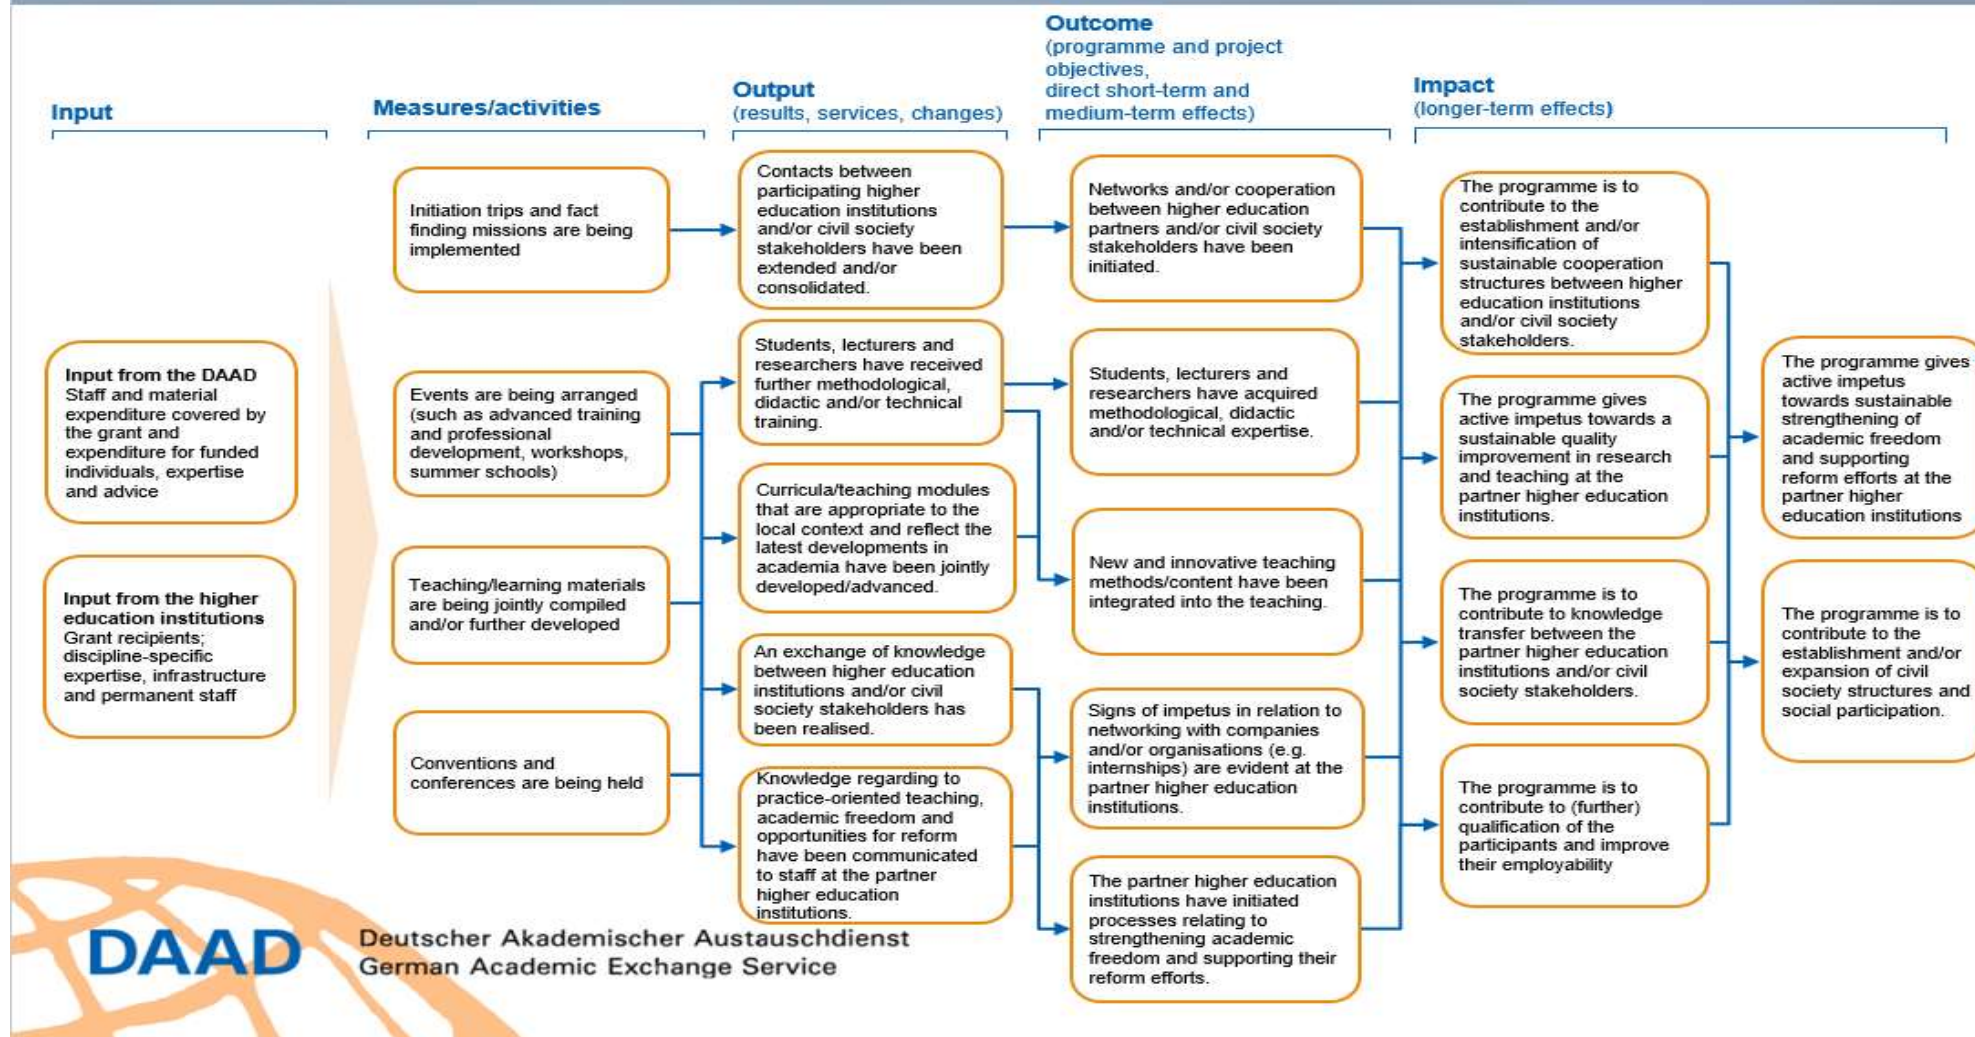 Input
Input from the DAAD
Staff and material
expenditure covered by
the grant and
expenditure for funded
individuals, expertise
and advice
Input from the higher
education institutions
Grant recipients;
discipline-specific
expertise, infrastructure
and permanent staff
Measures/activities
Initiation trips and fact
finding missions are being
implemented
Events are being arranged
(such as advanced training
and professional
development, workshops,
summer schools)
Teaching/learning materials
are being jointly compiled
and/or further developed
Conventions and
conferences are being held
Output
(results, services, changes)
Contacts between
participating higher
education institutions
and/or civil society
stakeholders have been
extended and/or
consolidated.
Students, lecturers and
researchers have received
further methodological,
didactic and/or technical
training.
Curricula/teaching modules
that are appropriate to the
local context and reflect the
latest developments in
academia have been jointly
developed/advanced.
An exchange of knowledge
between higher education
institutions and/or civil
society stakeholders has
been realised.
Knowledge regarding to
practice-oriented teaching,
academic freedom and
opportunities for reform
have been communicated
to staff at the partner
higher education
institutions.
Outcome
(programme and project
objectives,
direct short-term and
medium-term effects)
Networks and/or cooperation
between higher education
partners and/or civil society
stakeholders have been
initiated.
Students, lecturers and
researchers have acquired
methodological, didactic
and/or technical expertise.
New and innovative teaching
methods/content have been
integrated into the teaching.
Signs of impetus in relation to
networking with companies
and/or organisations (e.g.
internships) are evident at the
partner higher education
institutions.
The partner higher education
institutions have initiated
processes relating to
strengthening academic
freedom and supporting their
reform efforts.
Impact
(longer-term effects)
The programme is to
contribute to the
establishment and/or
intensification of
sustainable cooperation
structures between higher
education institutions
and/or civil society
stakeholders.
The programme gives
active impetus towards a
sustainable quality
improvement in research
and teaching at the
partner higher education
institutions.
The programme is to
contribute to knowledge
transfer between the
partner higher education
institutions and/or civil
society stakeholders.
The programme is to
contribute to (further)
qualification of the
participants and improve
their employability
The programme gives
active impetus
towards sustainable
strengthening of
academic freedom
and supporting
reform efforts at the
partner higher
education institutions
The programme is to
contribute to the
establishment and/or
expansion of civil
society structures and
social participation.
DAAD
Deutscher Akademischer Austauschdienst
German Academic Exchange Service